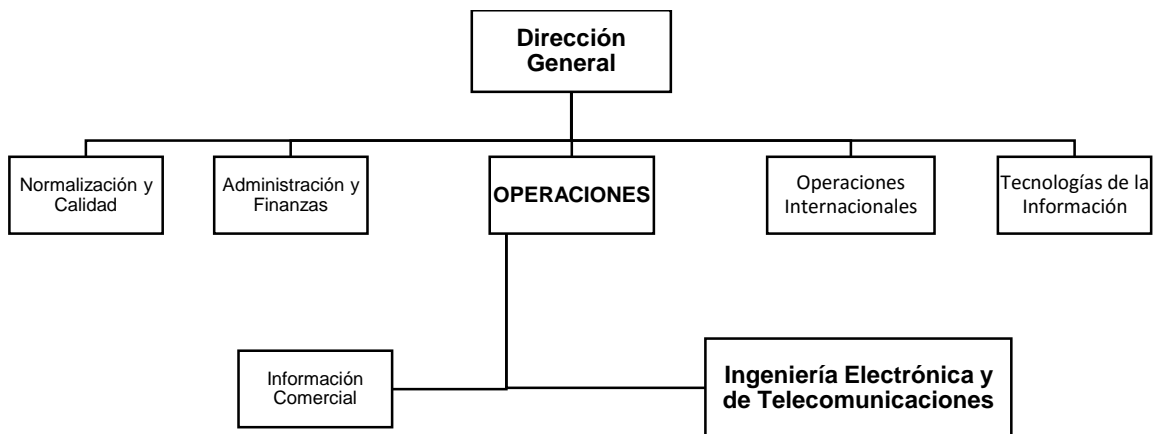 Dirección
General
Normalización y
Calidad
Administración y
Finanzas
OPERACIONES
Operaciones
Internacionales
Tecnologías de la
Información
Información
Comercial
Ingeniería Electrónica y
de Telecomunicaciones